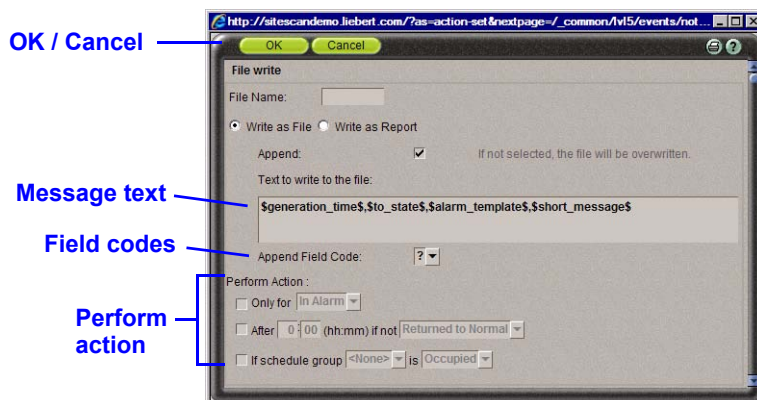 http://sitescandemo.liebert.com/?as=action-set&nextpage=/_common/lvl5/events/not...
OK / Cancel
OK Cancel
File write
File Name:
Write as File Write as Report
Append: If not selected, the file will be overwritten.
Text to write to the file:
Message text
$generation_time$,$to_state$,$alarm_template$,$short_message$
Field codes
Append Field Code: ?
Perform Action :
Only for In Alarm
Perform action
After 0:00 (hh:mm) if not Returned to Normal
If schedule group <None> is Occupied